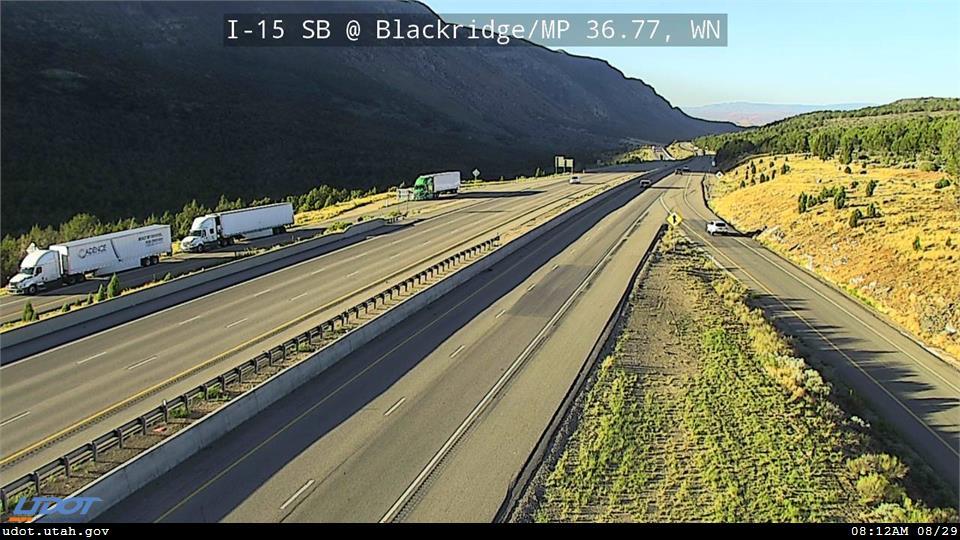 I-15 SB @ Blackridge/MP 36.77, WN
CADENCE
UDOT
udot.utah.gov
08:12AM 08/29